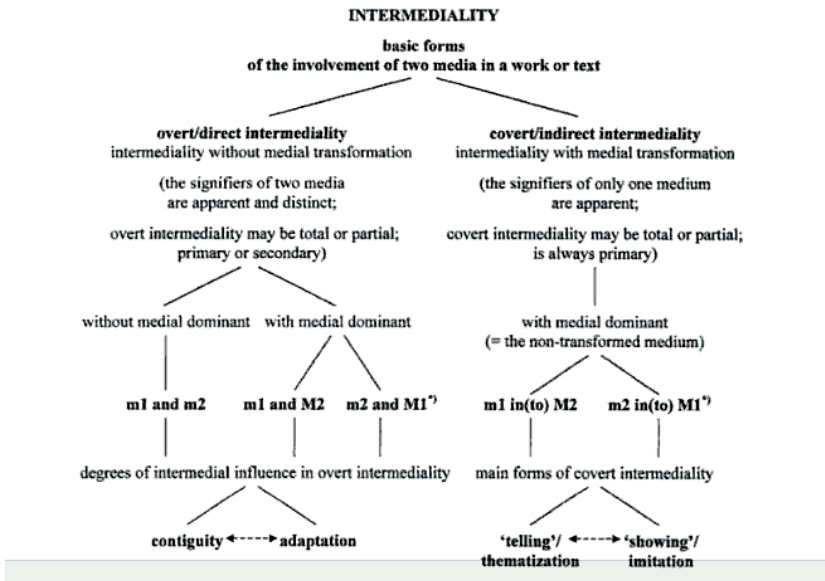 INTERMEDIALITY
basic forms
of the involvement of two media in a work or text
overt/direct intermediality
intermediality without medial transformation
(the signifiers of two media
are apparent and distinct;
overt intermediality may be total or partial;
primary or secondary)
covert/indirect intermediality
intermediality with medial transformation
(the signifiers of only one medium
are apparent;
covert intermediality may be total or partial;
is always primary)
without medial dominant
with medial dominant
with medial dominant
(= the non-transformed medium)
m1 and m2
m1 and M2
m2 and M1*)
m1 in(to) M2
m2 in(to) M1*)
degrees of intermedial influence in overt intermediality
main forms of covert intermediality
contiguity
adaptation
'telling'/
thematization
'showing'/
imitation